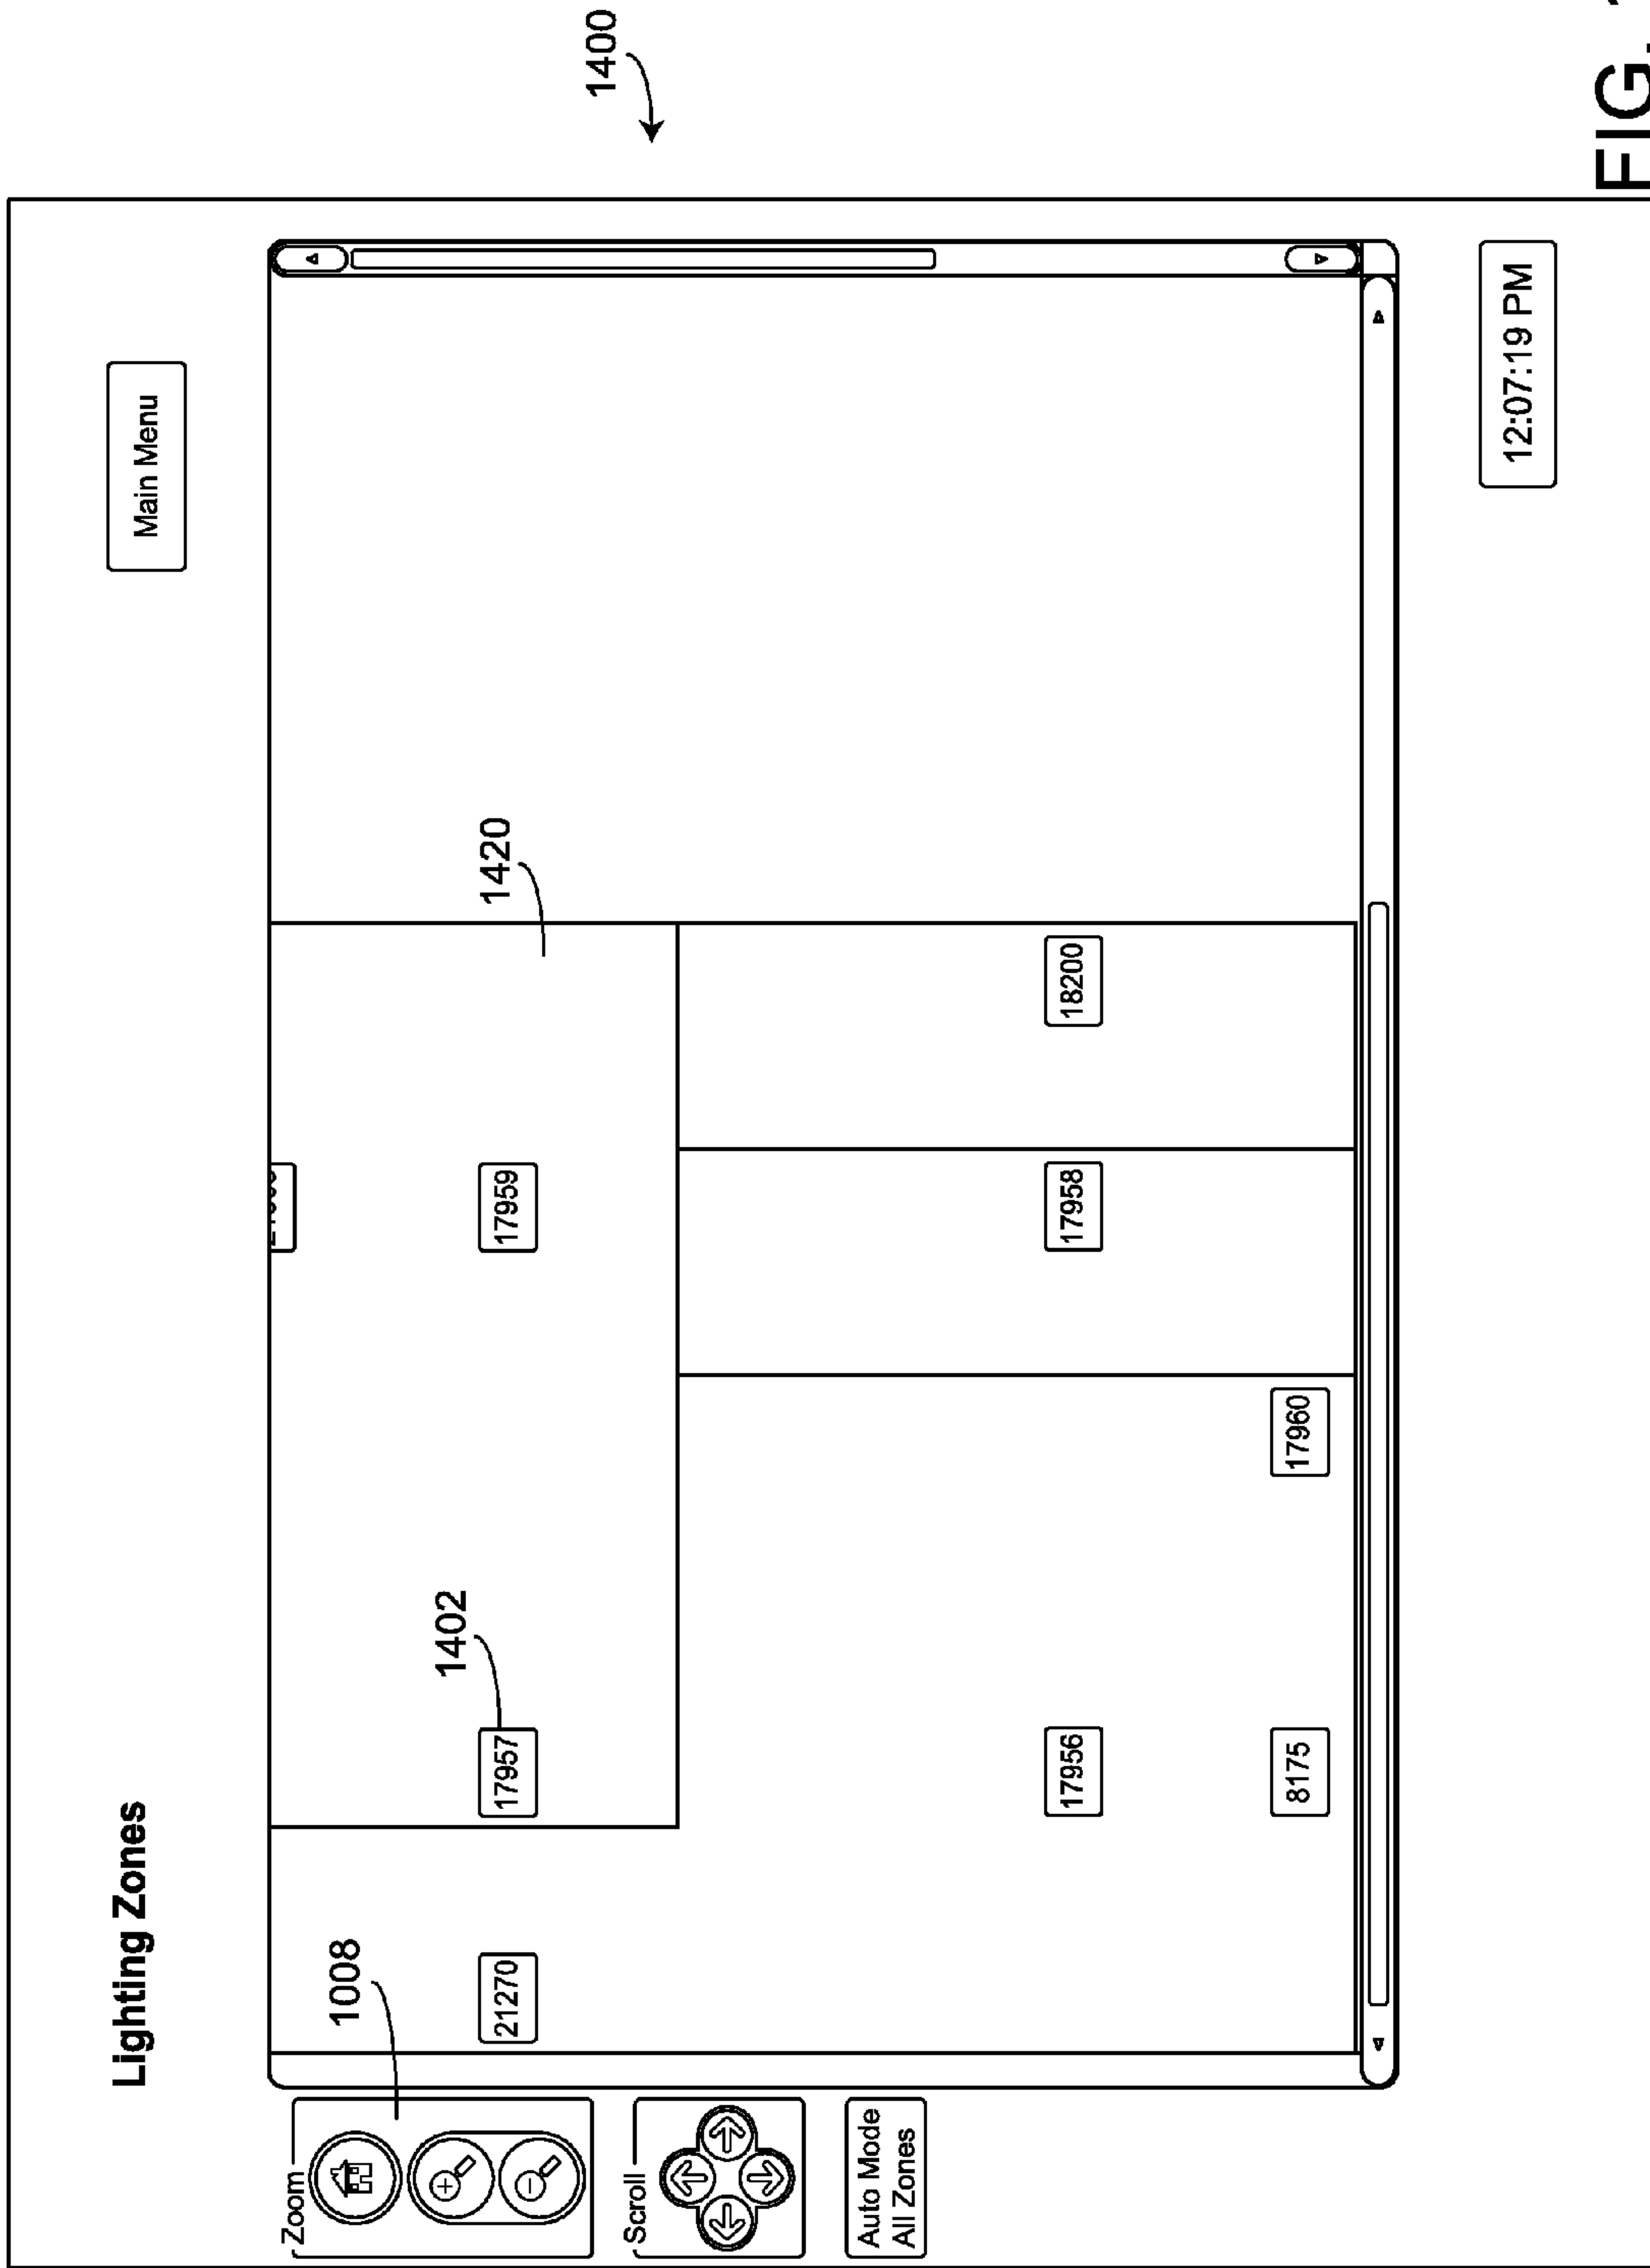 Lighting Zones
Main Menu
Zoom
1008
Scroll
Auto Mode
All Zones
1402
1420
1400
21270
17957
17959
17956
17958
18200
8175
17960
12:07:19 PM
FIG.